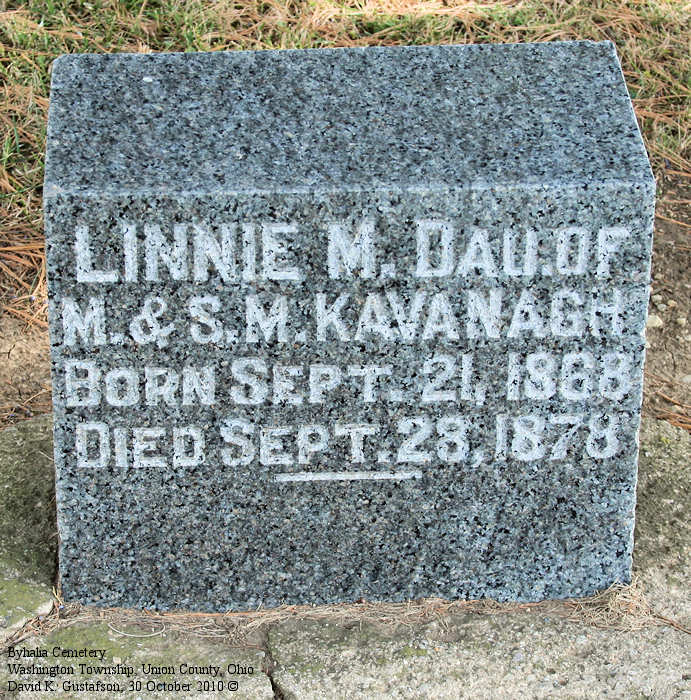 LINNIE M. DAU. OF
M. & S. M. KAVANAGH
BORN SEPT. 21, 1868
DIED SEPT. 28, 1878
Byhalia Cemetery
Washington Township, Union County, Ohio
David K. Gustafson, 30 October 2010 ©